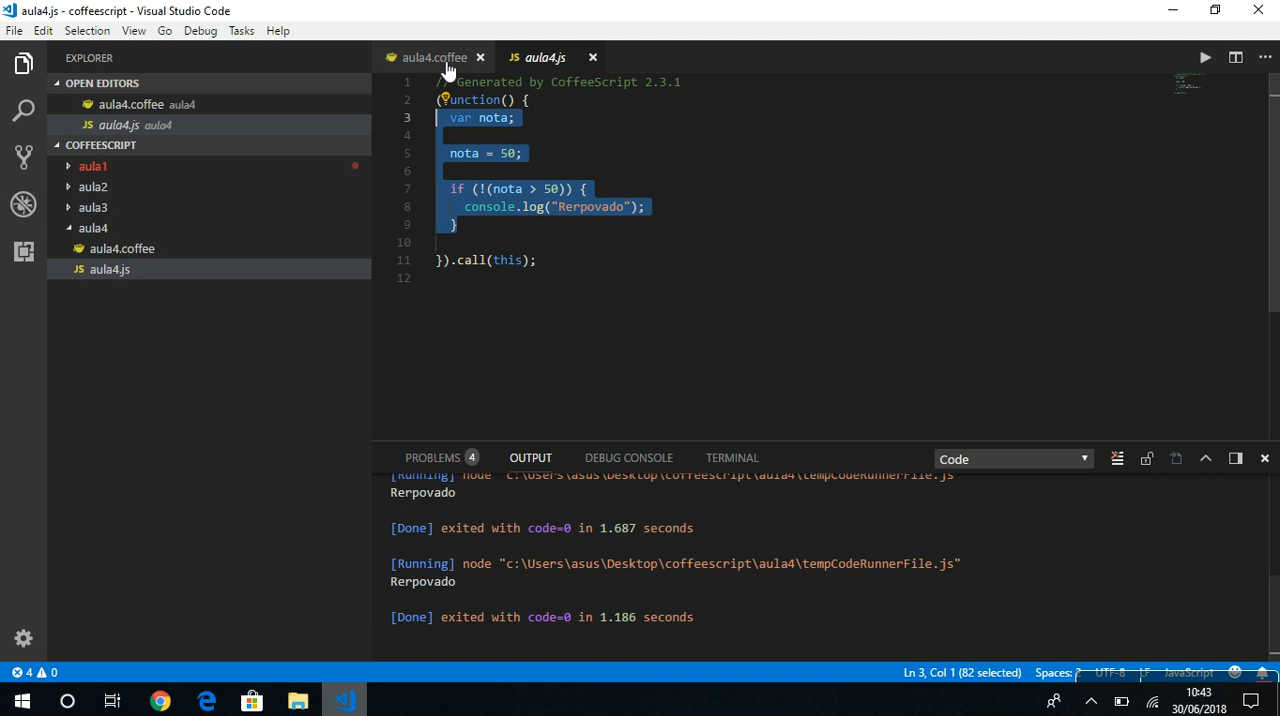 aula4.js - coffeescript - Visual Studio Code
File Edit Selection View Go Debug Tasks Help
EXPLORER
OPEN EDITORS
aula4.coffee aula4
JS aula4.js aula4
COFFEESCRIPT
aula1
aula2
aula3
aula4
aula4.coffee
JS aula4.js
aula4.coffee JS aula4.js
1 // Generated by CoffeeScript 2.3.1
2 (function() {
3 var nota;
4
5 nota = 50;
6
7 if (!(nota > 50)) {
8 console.log("Rerpovado");
9 }
10
11 }).call(this);
12
PROBLEMS 4 OUTPUT DEBUG CONSOLE TERMINAL Code
[Running] node "c:\Users\asus\Desktop\coffeescript\aula4\tempCodeRunnerFile.js"
Rerpovado
[Done] exited with code=0 in 1.687 seconds
[Running] node "c:\Users\asus\Desktop\coffeescript\aula4\tempCodeRunnerFile.js"
Rerpovado
[Done] exited with code=0 in 1.186 seconds
4 0 Ln 3, Col 1 (82 selected) Spaces: 2 UTF-8 LF JavaScript
10:43
30/06/2018